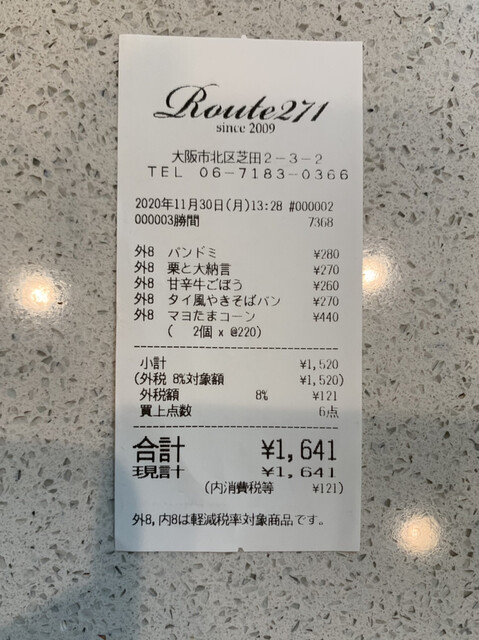 Route271
since 2009
大阪市北区芝田2-3-2
TEL 06-7183-0366
2020年11月30日(月)13:28 #000002
000003勝間 7368
外8 パンドミ ¥280
外8 栗と大納言 ¥270
外8 甘辛牛ごぼう ¥260
外8 タイ風やきそばパン ¥270
外8 マヨたまコーン ¥440
( 2個 x @220)
小計 ¥1,520
(外税 8%対象額 ¥1,520)
外税額 8% ¥121
買上点数 6点
合計 ¥1,641
現計 ¥1,641
(内消費税等 ¥121)
外8,内8は軽減税率対象商品です。